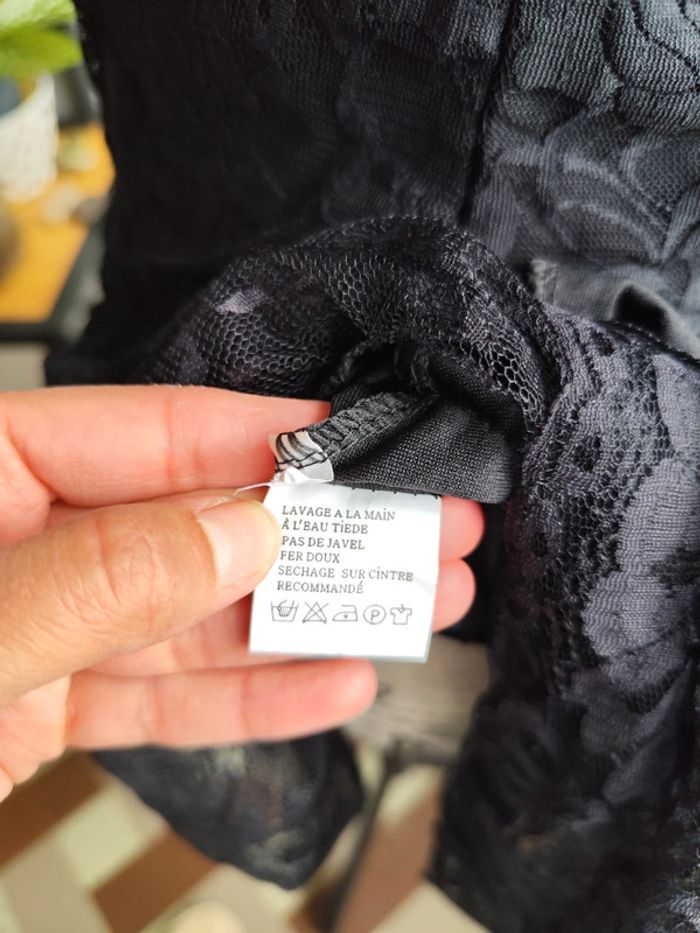 LAVAGE A LA MAIN
À L'EAU TiEDE
PAS DE JAVEL
FER DOUX
SECHAGE SUR CiNTRE
RECOMMANDÉ
P